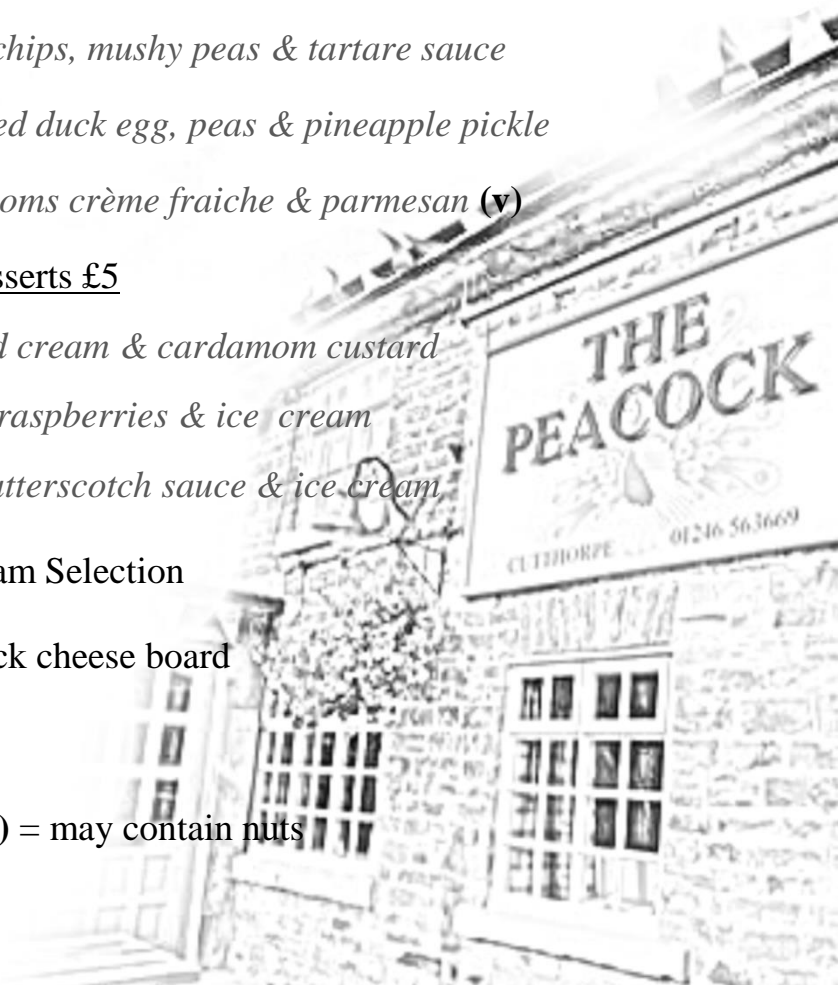 chips, mushy peas & tartare sauce
ed duck egg, peas & pineapple pickle
ooms crème fraiche & parmesan (v)
sserts £5
d cream & cardamom custard
raspberries & ice  cream
utterscotch sauce & ice cream
am Selection
ck cheese board
) = may contain nuts
THE
PEACOCK
CUTTHORPE 01246 563669